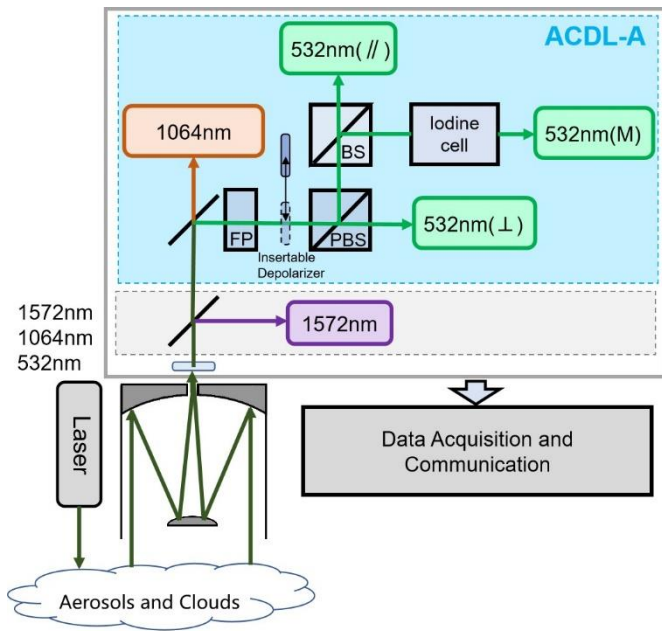 ACDL-A
532nm(∥)
1064nm
BS
Iodine
cell
532nm(M)
FP
PBS
532nm(⊥)
Insertable
Depolarizer
1572nm
1572nm
1064nm
532nm
Laser
Data Acquisition and
Communication
Aerosols and Clouds